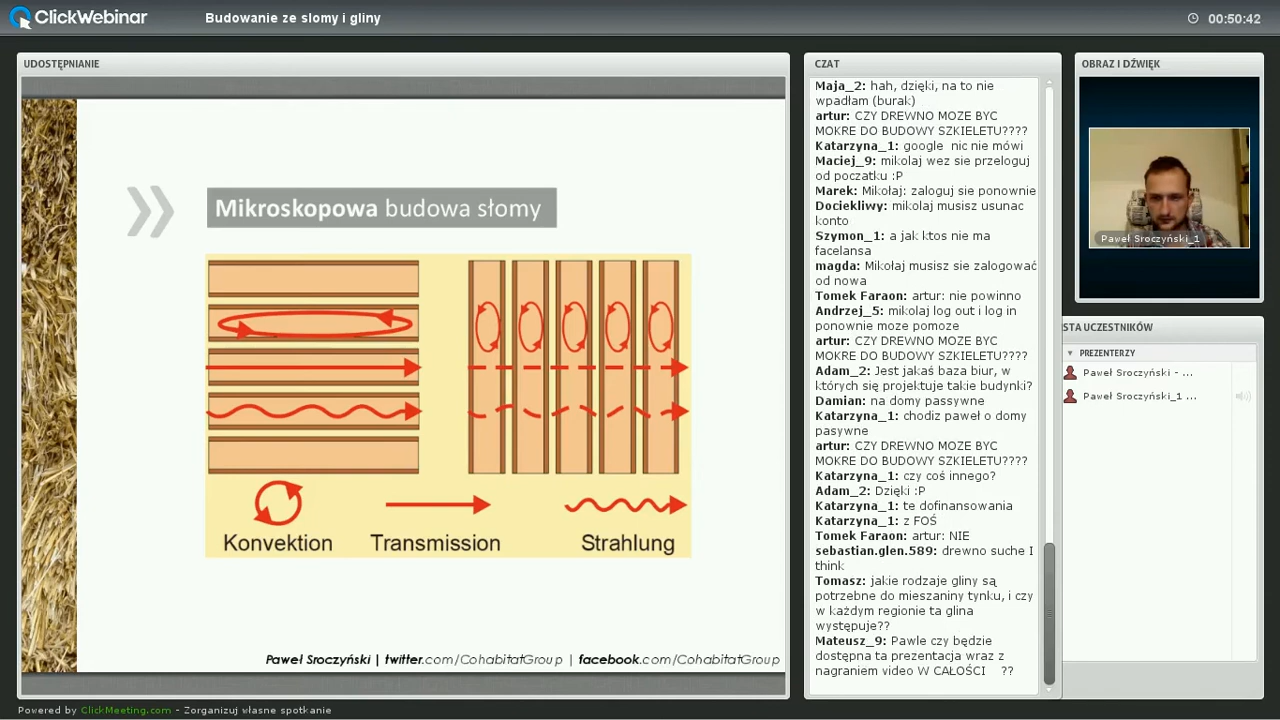 ClickWebinar
Budowanie ze slomy i gliny
00:50:42
UDOSTĘPNIANIE
Mikroskopowa budowa słomy
Konvektion
Transmission
Strahlung
Paweł Sroczyński | twitter.com/CohabitatGroup | facebook.com/CohabitatGroup
CZAT
Maja_2: hah, dzięki, na to nie
wpadłam (burak)
artur: CZY DREWNO MOZE BYC
MOKRE DO BUDOWY SZKIELETU????
Katarzyna_1: google nic nie mówi
Maciej_9: mikolaj wez sie przeloguj
od poczatku :P
Marek: Mikołaj: zaloguj sie ponownie
Dociekliwy: mikolaj musisz usunac
konto
Szymon_1: a jak ktos nie ma
facelansa
magda: Mikołaj musisz sie zalogować
od nowa
Tomek Faraon: artur: nie powinno
Andrzej_5: mikolaj log out i log in
ponownie moze pomoze
artur: CZY DREWNO MOZE BYC
MOKRE DO BUDOWY SZKIELETU????
Adam_2: Jest jakaś baza biur, w
których się projektuje takie budynki?
Damian: na domy passywne
Katarzyna_1: chodiz paweł o domy
pasywne
artur: CZY DREWNO MOZE BYC
MOKRE DO BUDOWY SZKIELETU????
Katarzyna_1: czy coś innego?
Adam_2: Dzięki :P
Katarzyna_1: te dofinansowania
Katarzyna_1: z FOŚ
Tomek Faraon: artur: NIE
sebastian.glen.589: drewno suche I
think
Tomasz: jakie rodzaje gliny są
potrzebne do mieszaniny tynku, i czy
w każdym regionie ta glina
występuje??
Mateusz_9: Pawle czy będzie
dostępna ta prezentacja wraz z
nagraniem video W CAŁOŚCI ??
OBRAZ I DŹWIĘK
Paweł Sroczyński_1
STA UCZESTNIKÓW
PREZENTERZY
Paweł Sroczyński - ...
Paweł Sroczyński_1 ...
Powered by ClickMeeting.com - Zorganizuj własne spotkanie